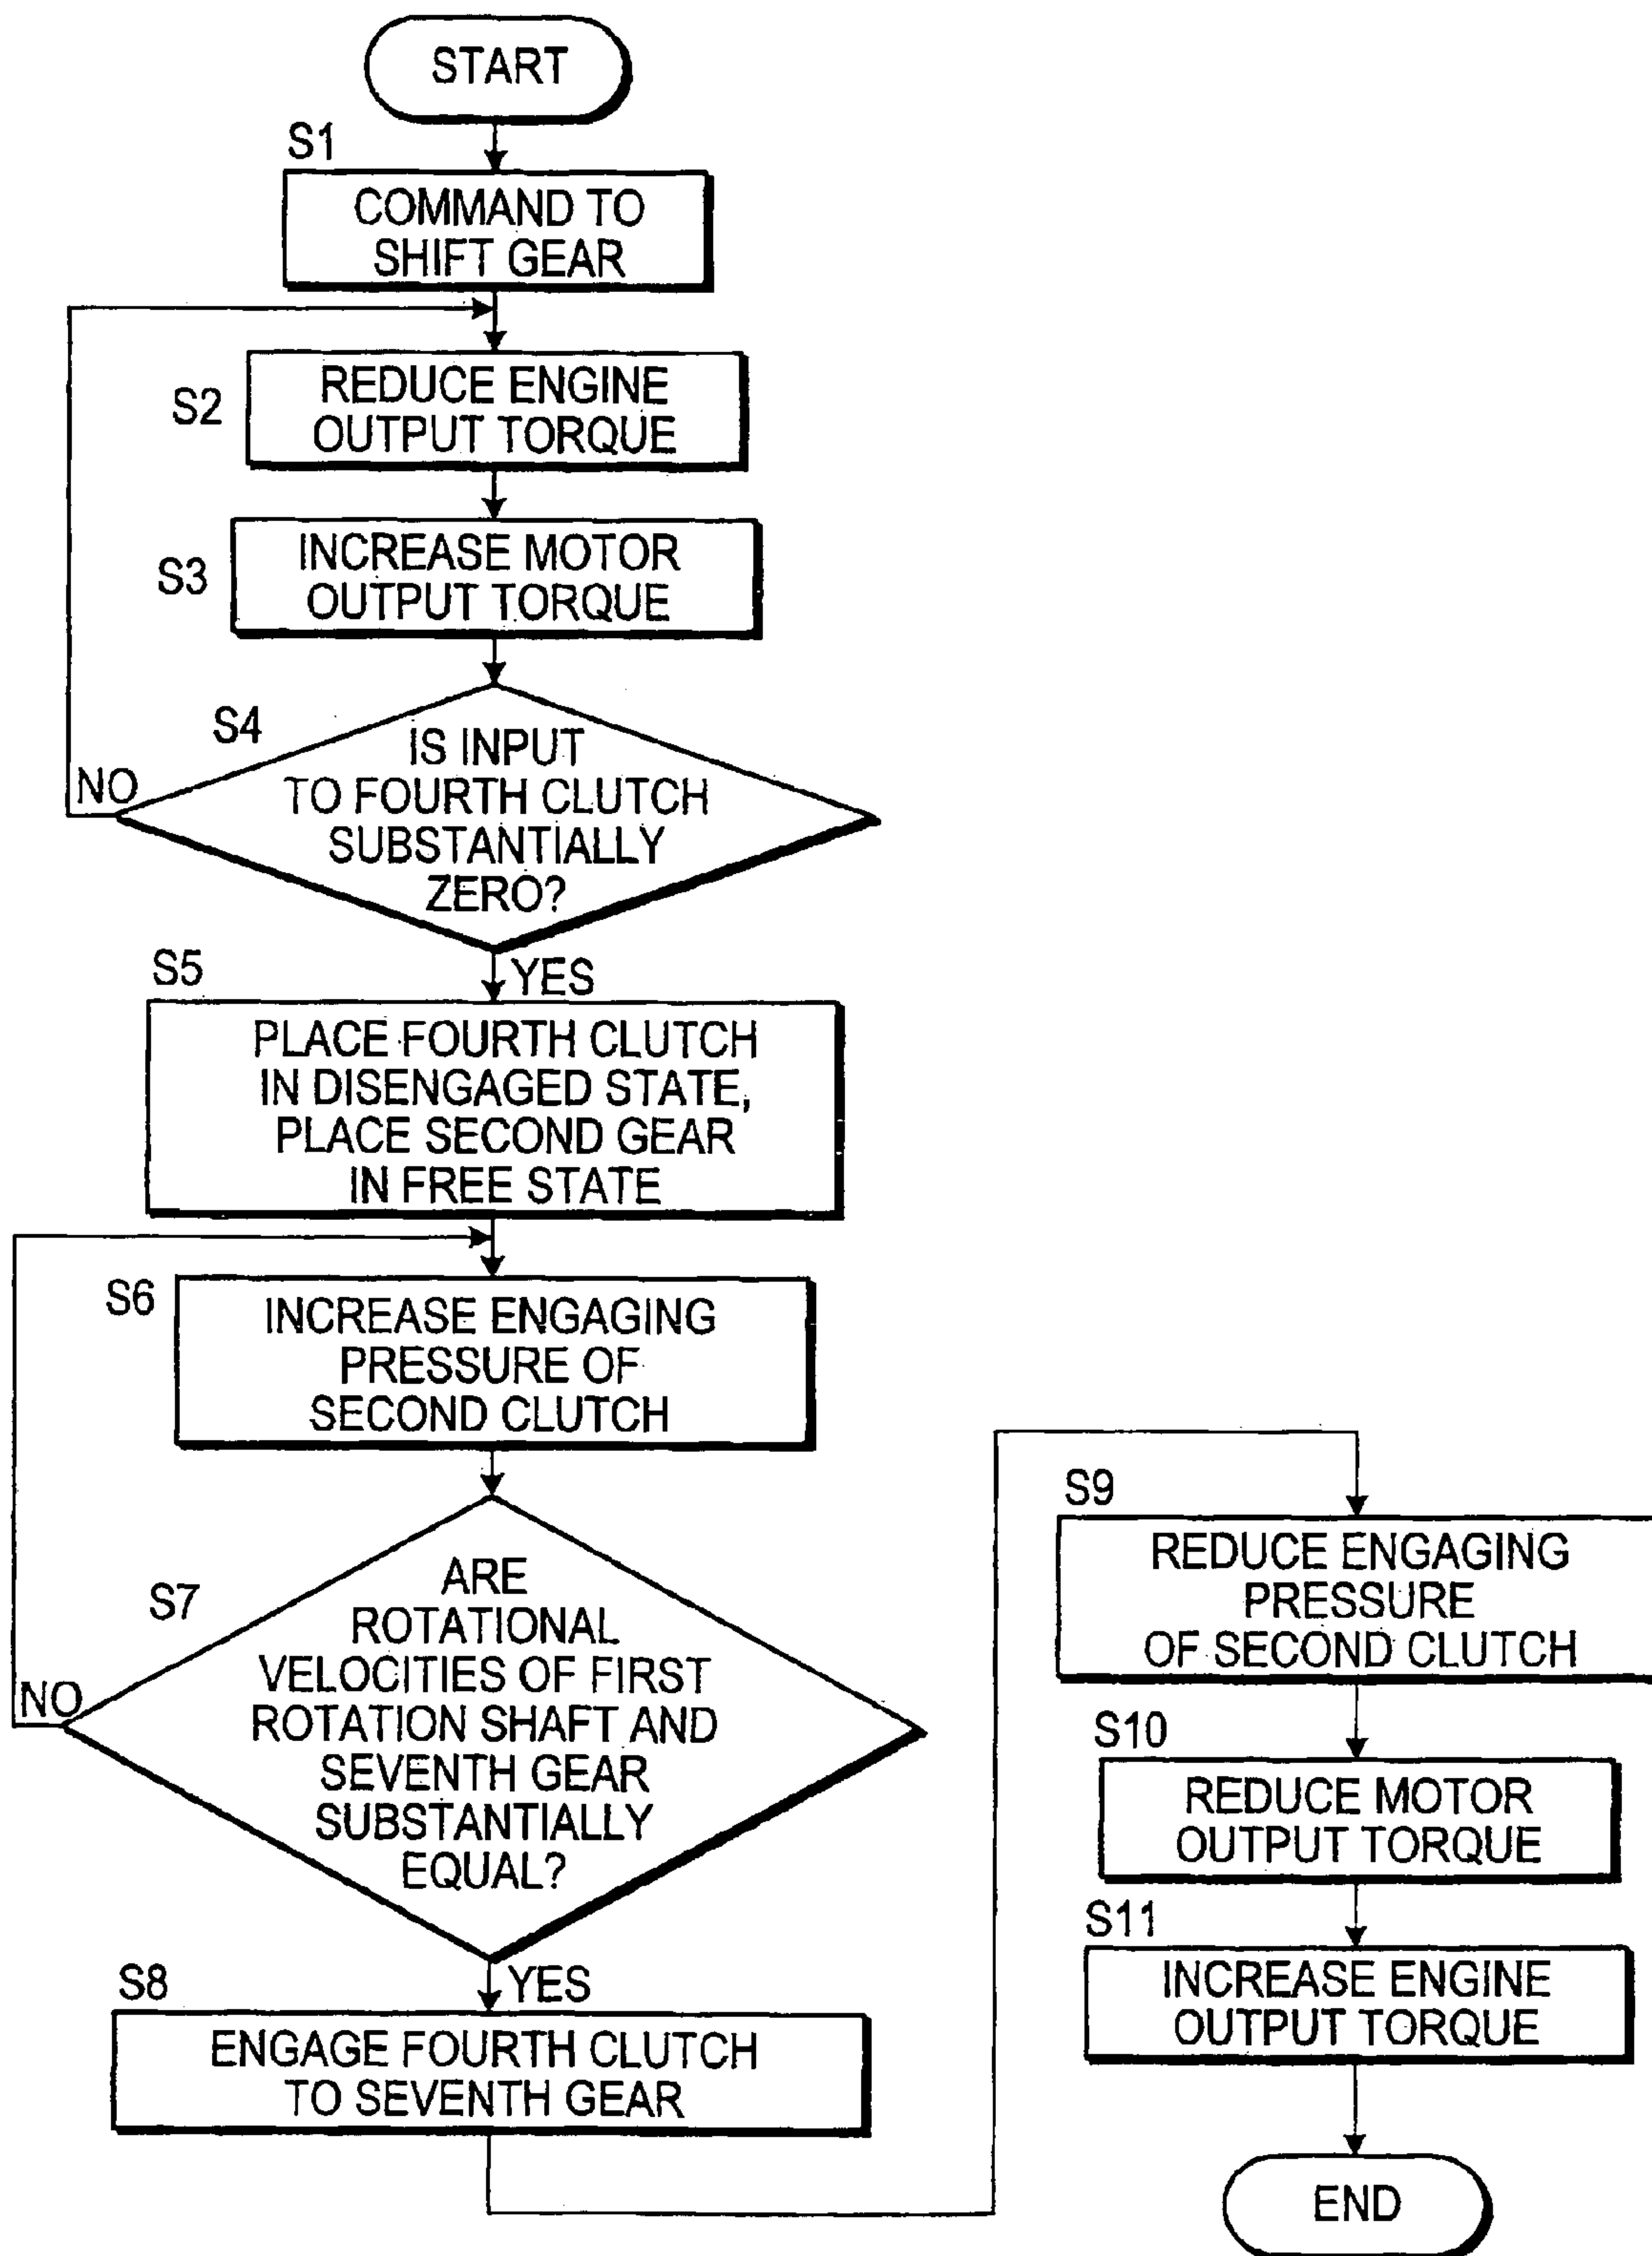 START
S1
COMMAND TO
SHIFT GEAR
S2
REDUCE ENGINE
OUTPUT TORQUE
S3
INCREASE MOTOR
OUTPUT TORQUE
S4
IS INPUT
TO FOURTH CLUTCH
SUBSTANTIALLY
ZERO?
NO
YES
S5
PLACE FOURTH CLUTCH
IN DISENGAGED STATE,
PLACE SECOND GEAR
IN FREE STATE
S6
INCREASE ENGAGING
PRESSURE OF
SECOND CLUTCH
S7
ARE
ROTATIONAL
VELOCITIES OF FIRST
ROTATION SHAFT AND
SEVENTH GEAR
SUBSTANTIALLY
EQUAL?
NO
YES
S8
ENGAGE FOURTH CLUTCH
TO SEVENTH GEAR
S9
REDUCE ENGAGING
PRESSURE
OF SECOND CLUTCH
S10
REDUCE MOTOR
OUTPUT TORQUE
S11
INCREASE ENGINE
OUTPUT TORQUE
END